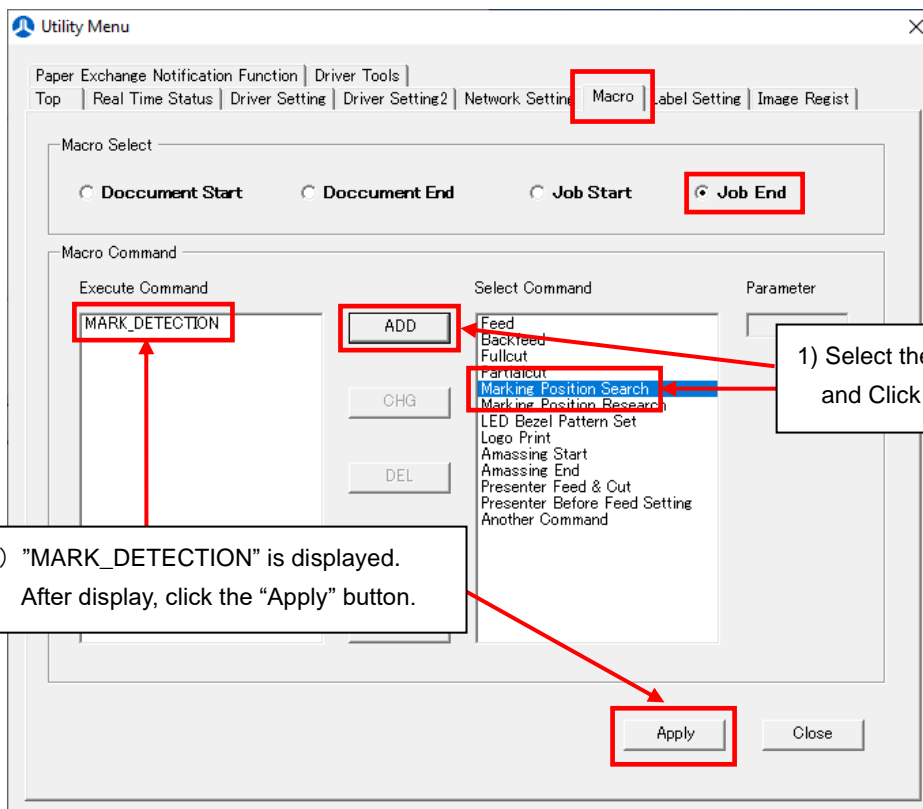 Utility Menu
Paper Exchange Notification Function Driver Tools
Top Real Time Status Driver Setting Driver Setting2 Network Setting Macro Label Setting Image Regist
Macro Select
Doccument Start Doccument End Job Start Job End
Macro Command
Execute Command Select Command Parameter
MARK_DETECTION
ADD
CHG
DEL
Feed
Backfeed
Fullcut
Partialcut
Marking Position Search
Marking Position Research
LED Bezel Pattern Set
Logo Print
Amassing Start
Amassing End
Presenter Feed & Cut
Presenter Before Feed Setting
Another Command
1) Select the
and Click
) ”MARK_DETECTION” is displayed.
After display, click the “Apply” button.
Apply Close